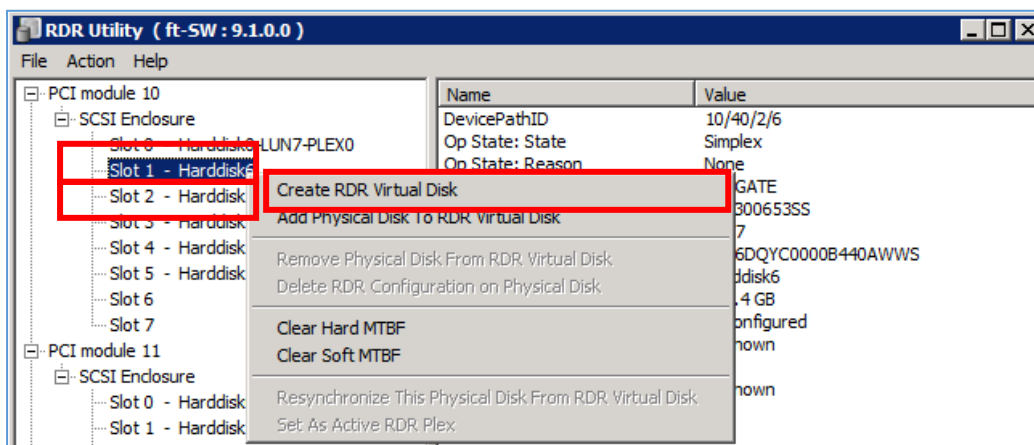 RDR Utility ( ft-SW : 9.1.0.0 )
File Action Help
PCI module 10
SCSI Enclosure
Slot 0 - Harddisk0-LUN7-PLEX0
Slot 1 - Harddisk6
Slot 2 - Harddisk
Slot 3 - Harddisk
Slot 4 - Harddisk
Slot 5 - Harddisk
Slot 6
Slot 7
PCI module 11
SCSI Enclosure
Slot 0 - Harddisk
Slot 1 - Harddisk
Name Value
DevicePathID 10/40/2/6
Op State: State Simplex
Op State: Reason None
GATE
300653SS
7
6DQYC0000B440AWWS
ddisk6
.4 GB
onfigured
nown
nown
Create RDR Virtual Disk
Add Physical Disk To RDR Virtual Disk
Remove Physical Disk From RDR Virtual Disk
Delete RDR Configuration on Physical Disk
Clear Hard MTBF
Clear Soft MTBF
Resynchronize This Physical Disk From RDR Virtual Disk
Set As Active RDR Plex